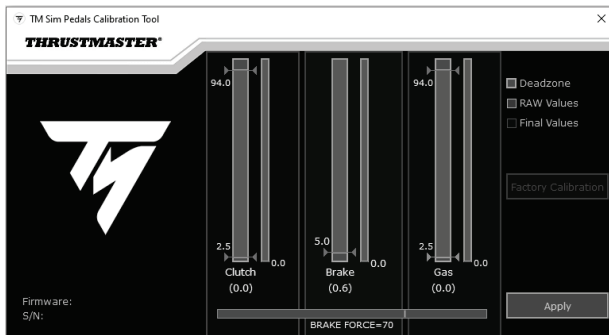 TM Sim Pedals Calibration Tool
THRUSTMASTER®
94.0
2.5
0.0
Clutch
(0.0)
5.0
0.0
Brake
(0.6)
94.0
2.5
0.0
Gas
(0.0)
Deadzone
RAW Values
Final Values
Factory Calibration
Apply
Firmware:
S/N:
BRAKE FORCE=70